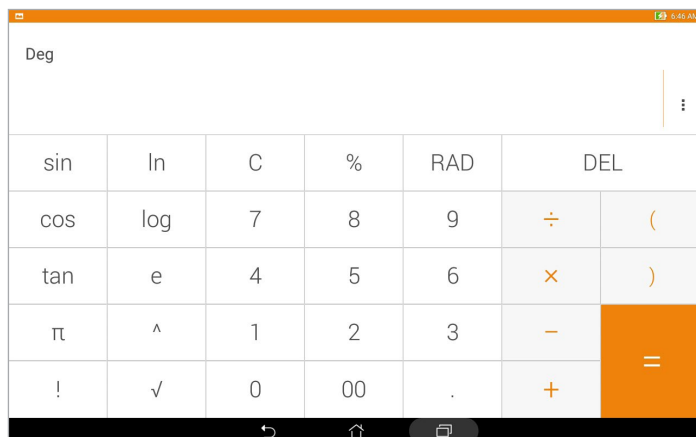 6:46 AM
Deg
sin ln C % RAD DEL
cos log 7 8 9 ÷ (
tan e 4 5 6 × )
π ^ 1 2 3 −
=
! √ 0 00 . +